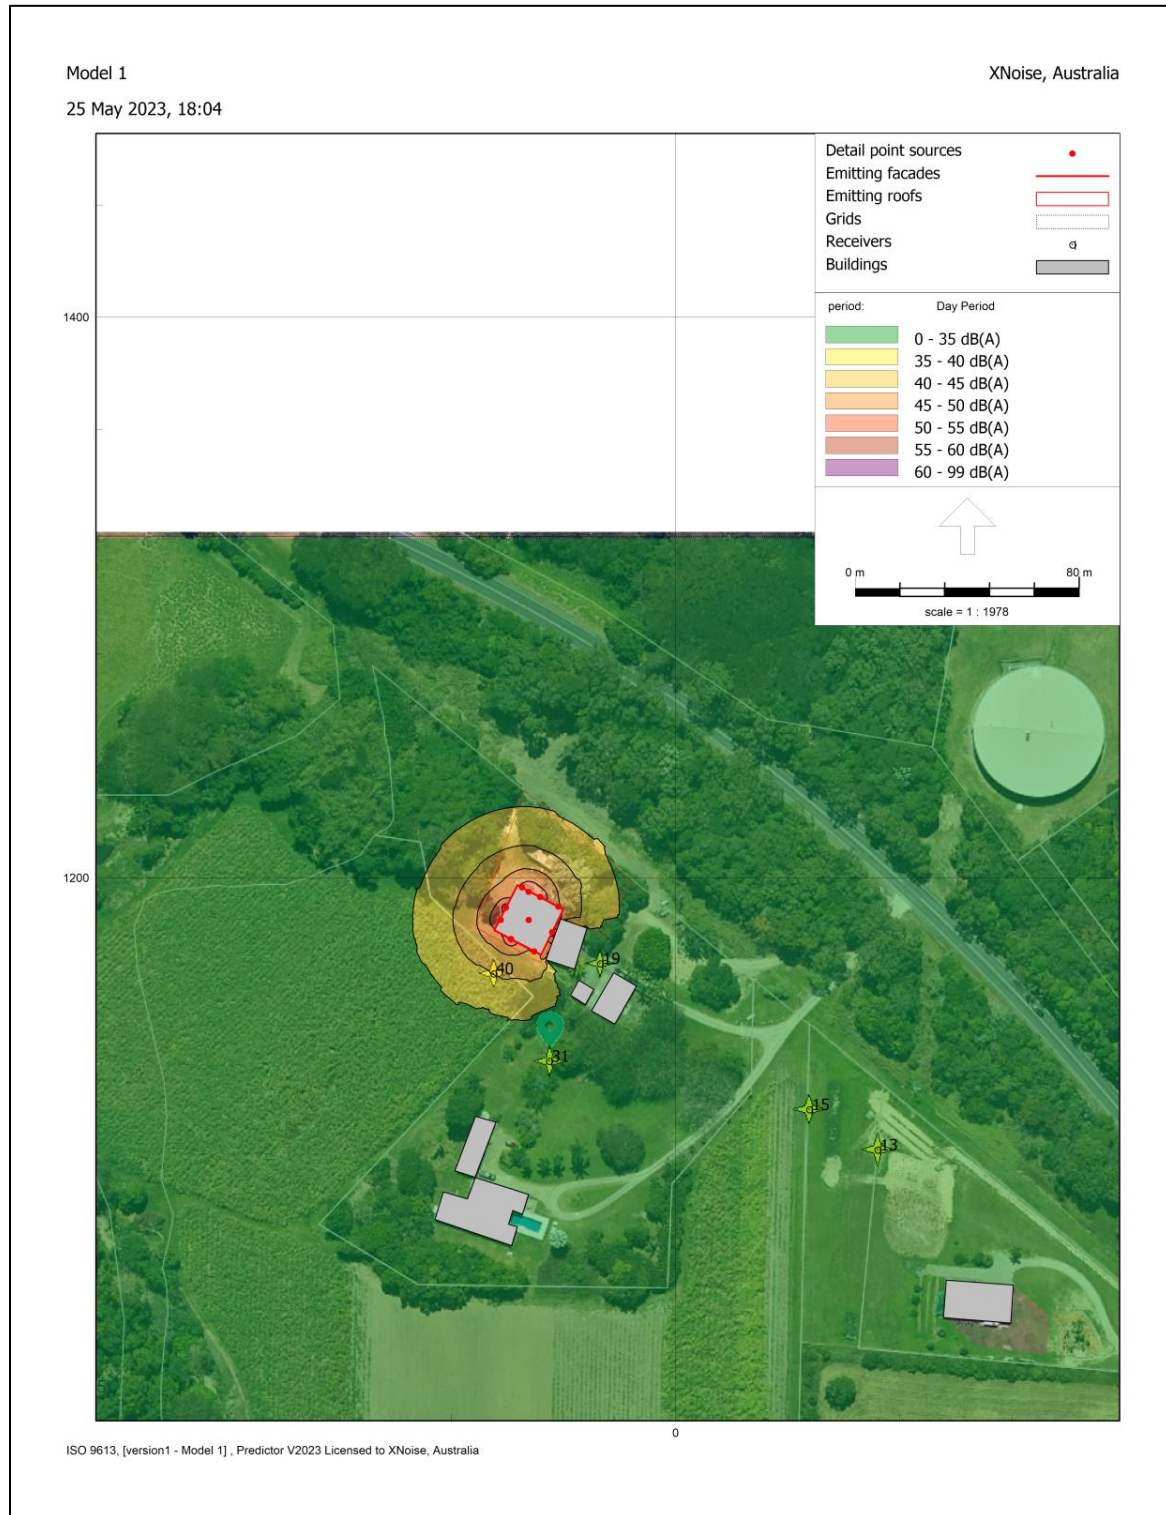 Model 1
XNoise, Australia
25 May 2023, 18:04
Detail point sources
Emitting facades
Emitting roofs
Grids
Receivers
Buildings
period: Day Period
0 - 35 dB(A)
35 - 40 dB(A)
40 - 45 dB(A)
45 - 50 dB(A)
50 - 55 dB(A)
55 - 60 dB(A)
60 - 99 dB(A)
0 m 80 m
scale = 1 : 1978
1400
1200
40
19
31
15
13
0
ISO 9613, [version1 - Model 1] , Predictor V2023 Licensed to XNoise, Australia